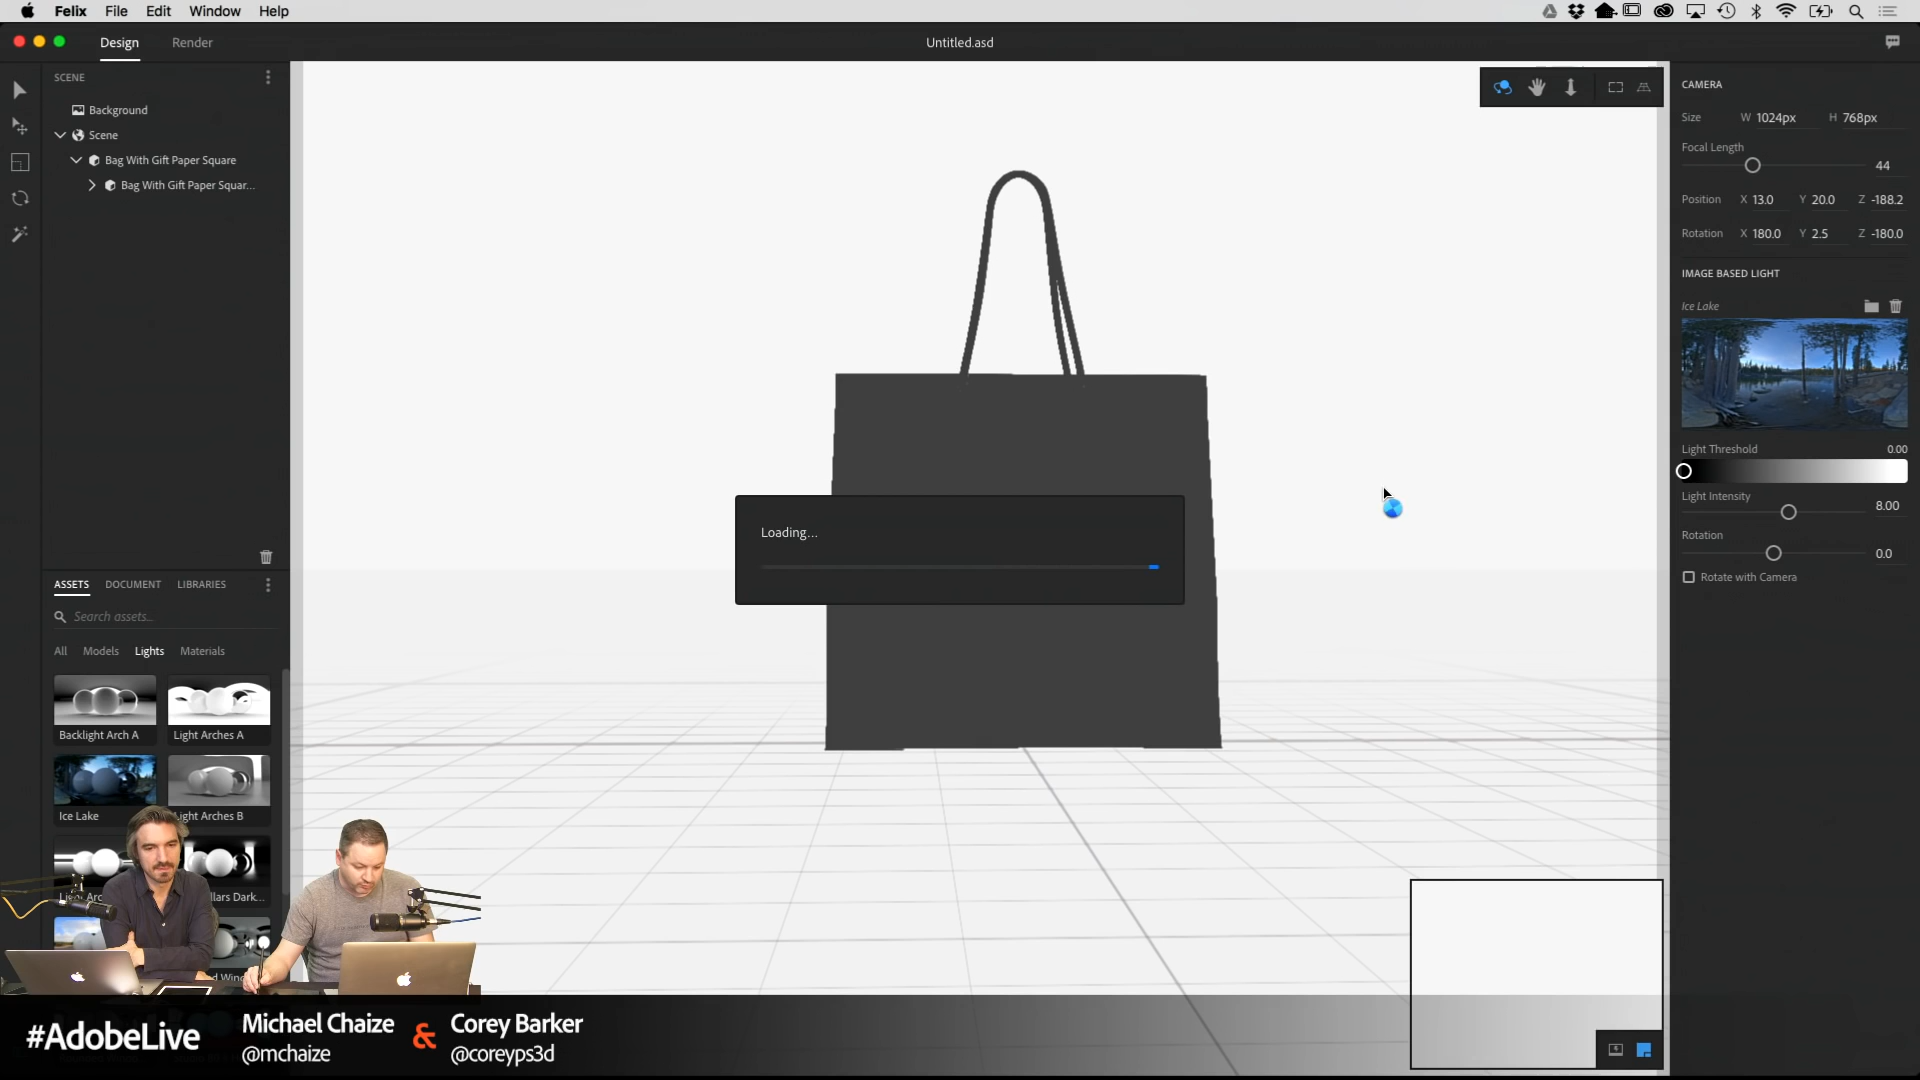 Felix File Edit Window Help
Design Render Untitled.asd
SCENE
Background
Scene
Bag With Gift Paper Square
Bag With Gift Paper Squar...
ASSETS DOCUMENT LIBRARIES
Search assets...
All Models Lights Materials
Backlight Arch A Light Arches A
Ice Lake Light Arches B
Light Arc llars Dark...
d Wind
Loading...
CAMERA
Size W 1024px H 768px
Focal Length
44
Position X 13.0 Y 20.0 Z -188.2
Rotation X 180.0 Y 2.5 Z -180.0
IMAGE BASED LIGHT
Ice Lake
Light Threshold 0.00
Light Intensity
8.00
Rotation
0.0
Rotate with Camera
#AdobeLive
Michael Chaize & Corey Barker
@mchaize @coreyps3d